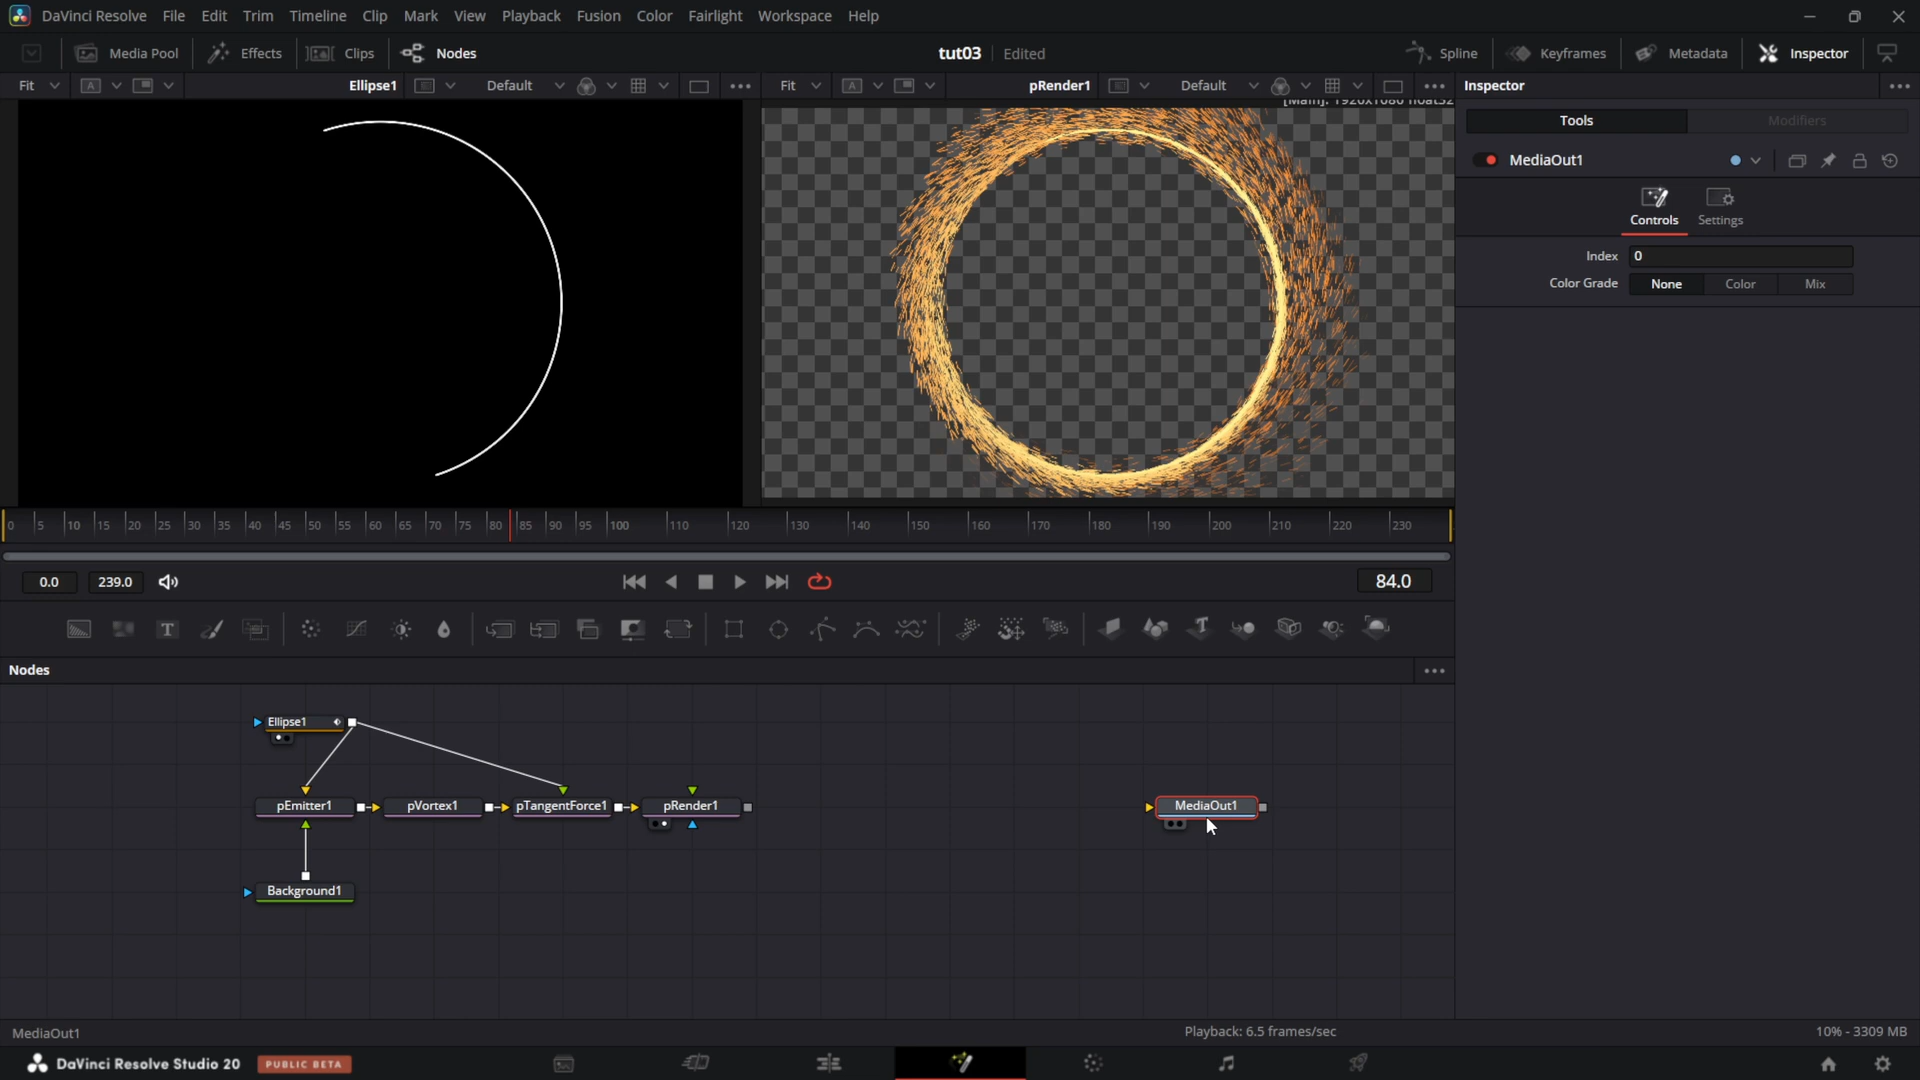 DaVinci Resolve File Edit Trim Timeline Clip Mark View Playback Fusion Color Fairlight Workspace Help
Media Pool Effects Clips Nodes tut03 Edited Spline Keyframes Metadata Inspector
Fit A Ellipse1 Default Fit A pRender1 Default Inspector
Tools Modifiers
MediaOut1
Controls Settings
Index 0
Color Grade None Color Mix
0 5 10 15 20 25 30 35 40 45 50 55 60 65 70 75 80 85 90 95 100 110 120 130 140 150 160 170 180 190 200 210 220 230
0.0 239.0 84.0
T T
Nodes
Ellipse1
pEmitter1 pVortex1 pTangentForce1 pRender1 MediaOut1
Background1
MediaOut1 Playback: 6.5 frames/sec 10% - 3309 MB
DaVinci Resolve Studio 20 PUBLIC BETA